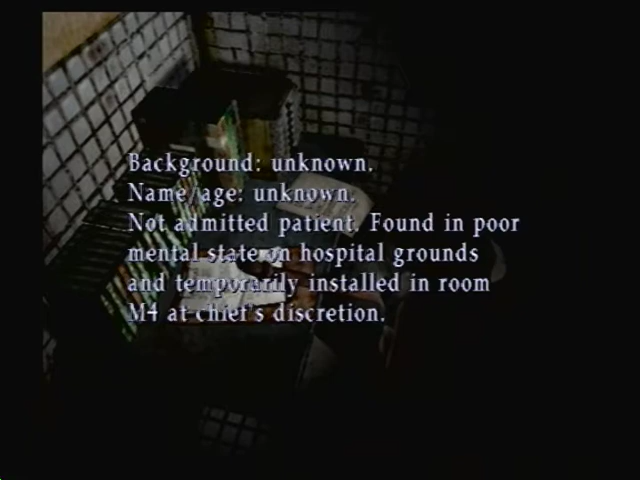 Background: unknown.
Name/age: unknown.
Not admitted patient. Found in poor
mental state on hospital grounds
and temporarily installed in room
M4 at chief's discretion.